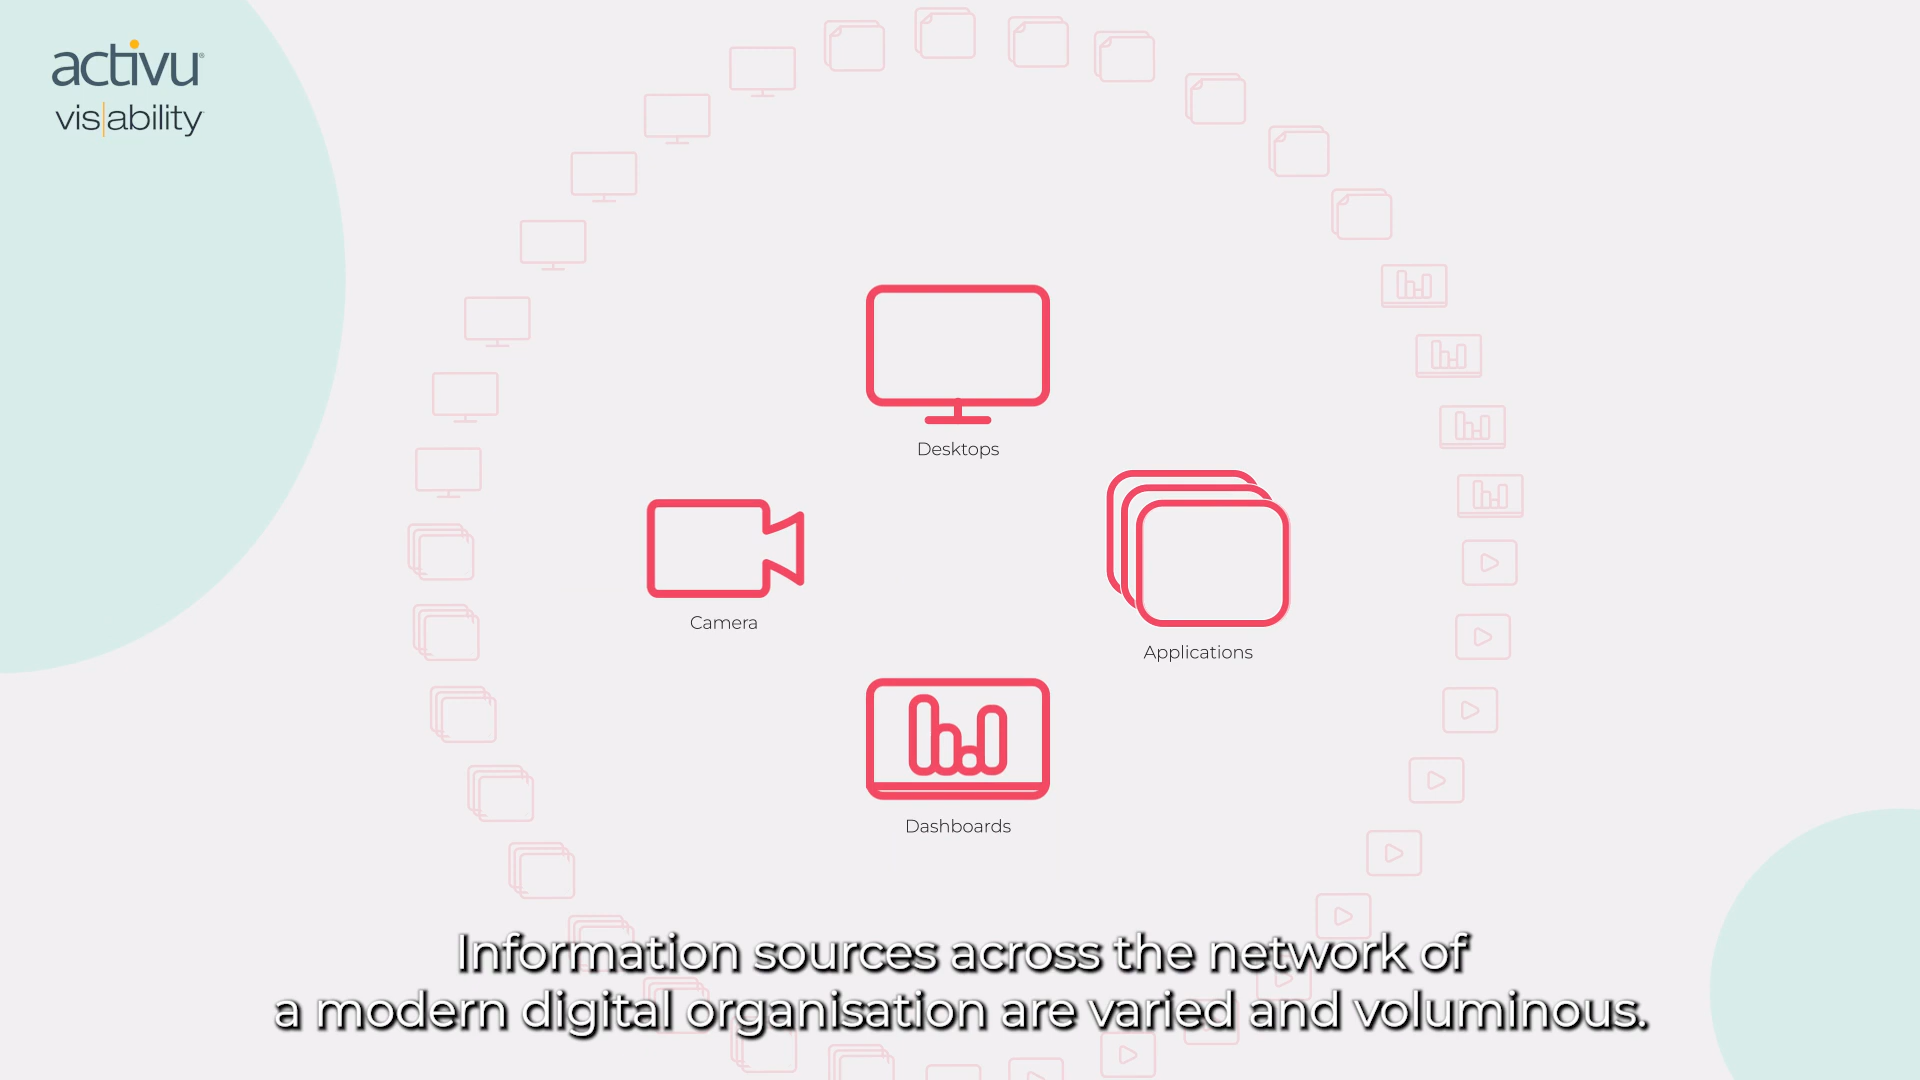 activu®
vis|ability
Desktops
Camera
Applications
Dashboards
Information sources across the network of
a modern digital organisation are varied and voluminous.